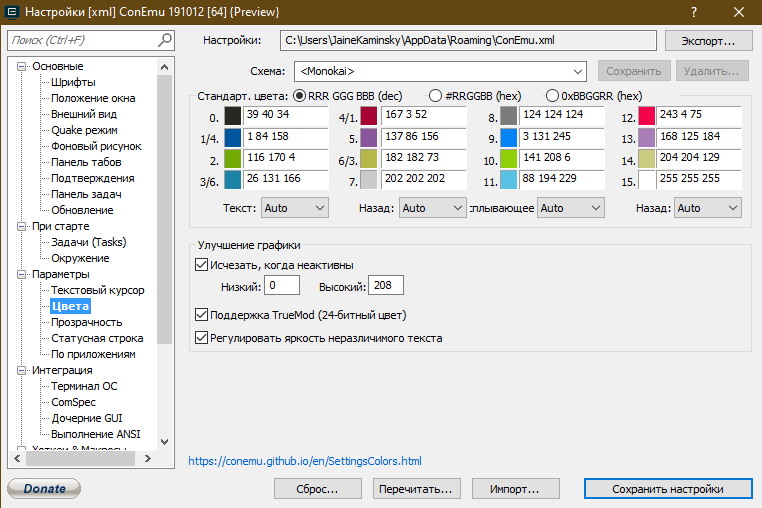 Настройки [xml] ConEmu 191012 [64] {Preview}
Поиск (Ctrl+F)
Настройки: C:\Users\JaineKaminsky\AppData\Roaming\ConEmu.xml Экспорт...
Схема: <Monokai> Сохранить Удалить...
Основные
Шрифты
Положение окна
Внешний вид
Quake режим
Фоновый рисунок
Панель табов
Подтверждения
Панель задач
Обновление
При старте
Задачи (Tasks)
Окружение
Параметры
Текстовый курсор
Цвета
Прозрачность
Статусная строка
По приложениям
Интеграция
Терминал ОС
ComSpec
Дочерние GUI
Выполнение ANSI
Хоткеи & Макросы
Стандарт. цвета: RRR GGG BBB (dec) #RRGGBB (hex) 0xBBGGRR (hex)
0. 39 40 34 4/1. 167 3 52 8. 124 124 124 12. 243 4 75
1/4. 1 84 158 5. 137 86 156 9. 3 131 245 13. 168 125 184
2. 116 170 4 6/3. 182 182 73 10. 141 208 6 14. 204 204 129
3/6. 26 131 166 7. 202 202 202 11. 88 194 229 15. 255 255 255
Текст: Auto Назад: Auto сплывающее Auto Назад: Auto
Улучшение графики
Исчезать, когда неактивны
Низкий: 0 Высокий: 208
Поддержка TrueMod (24-битный цвет)
Регулировать яркость неразличимого текста
https://conemu.github.io/en/SettingsColors.html
Donate Сброс... Перечитать... Импорт... Сохранить настройки